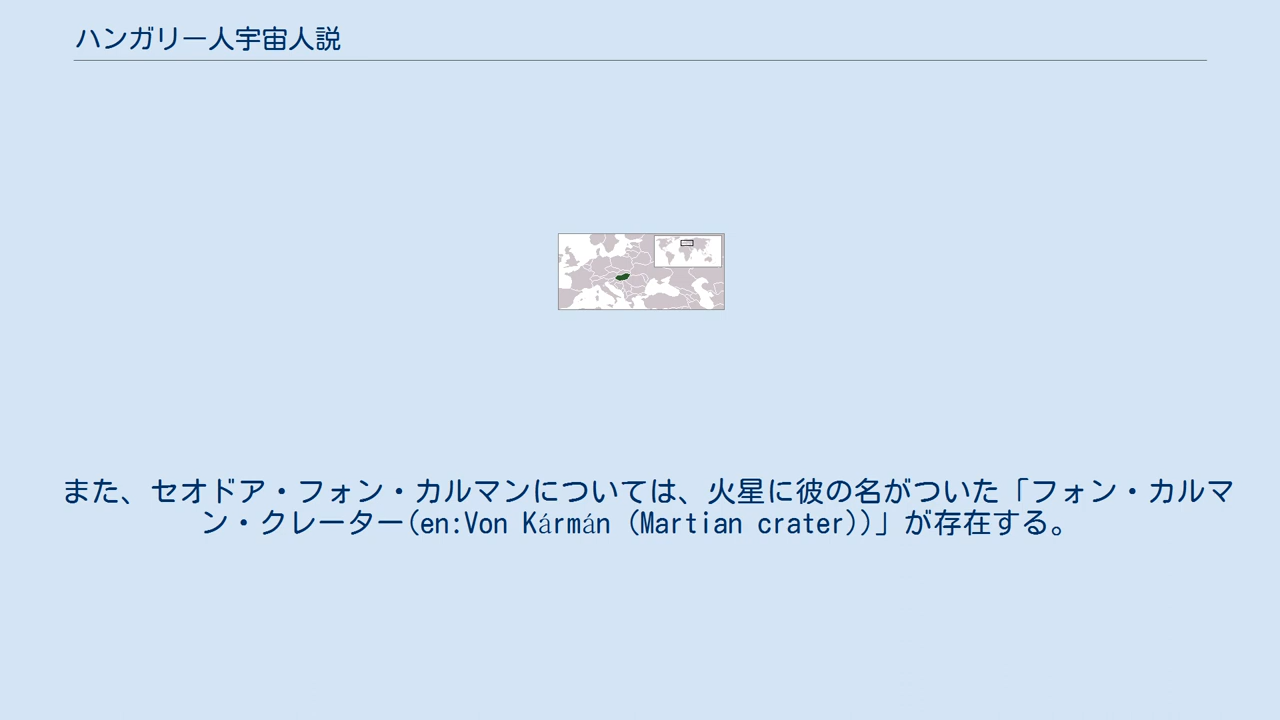 ハンガリー人宇宙人説
また、セオドア・フォン・カルマンについては、火星に彼の名がついた「フォン・カルマ
ン・クレーター(en:Von Kármán (Martian crater))」が存在する。